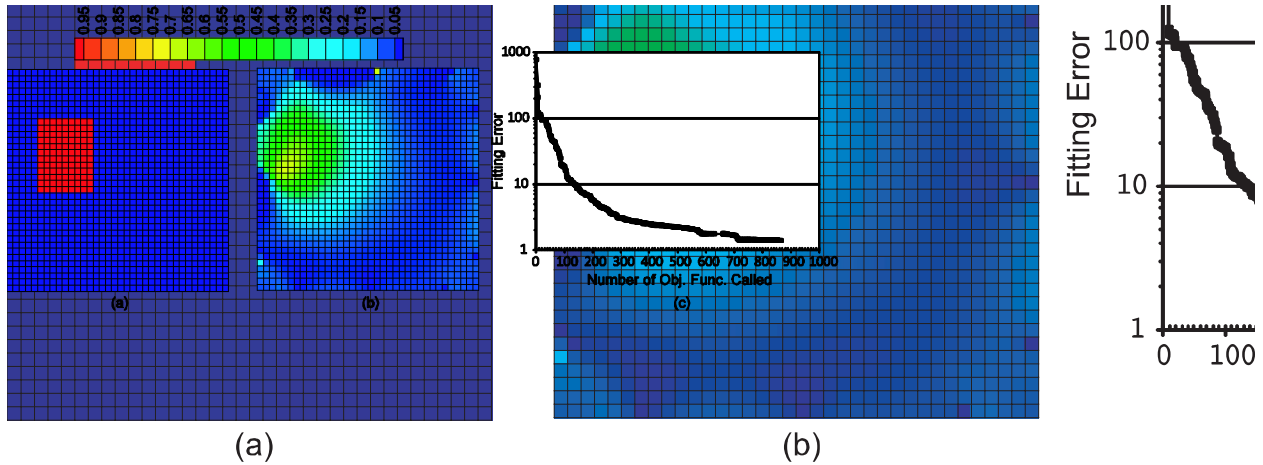 0.95 0.9 0.85 0.8 0.75 0.7 0.65 0.6 0.55 0.5 0.45 0.4 0.35 0.3 0.25 0.2 0.15 0.1 0.05
(a)
(b)
1000
100
10
1
Fitting Error
0 100 200 300 400 500 600 700 800 900 1000
Number of Obj. Func. Called
(c)
100
10
1
Fitting Error
0 100
(a)
(b)